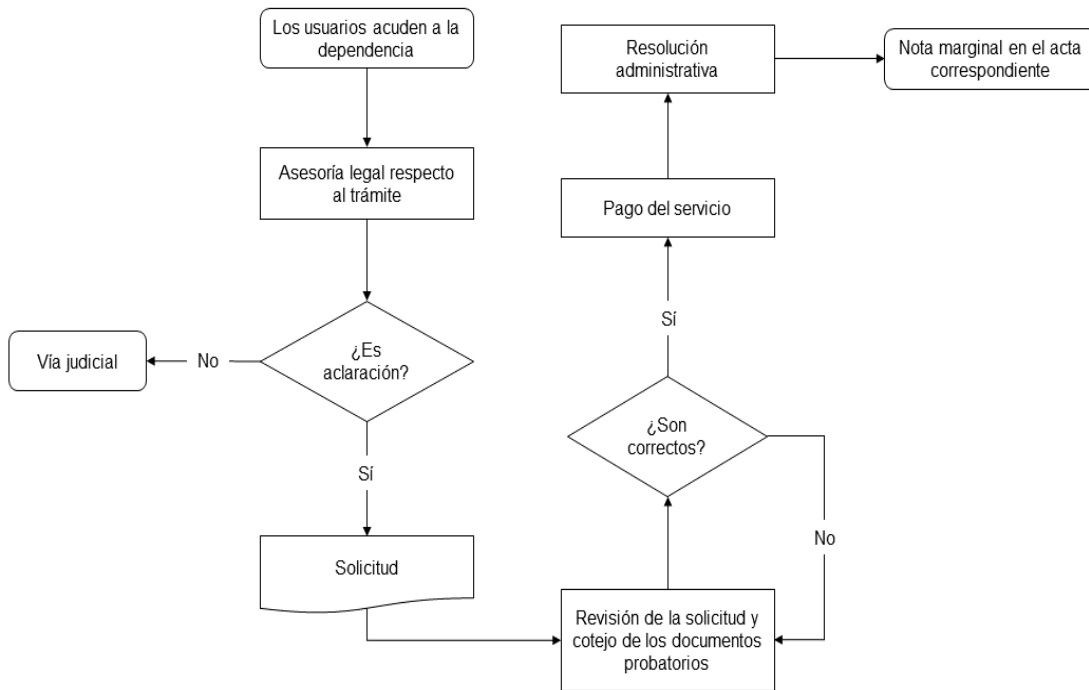 Los usuarios acuden a la
dependencia
Asesoría legal respecto
al trámite
¿Es
aclaración?
No
Vía judicial
Sí
Solicitud
Revisión de la solicitud y
cotejo de los documentos
probatorios
¿Son
correctos?
No
Sí
Pago del servicio
Resolución
administrativa
Nota marginal en el acta
correspondiente